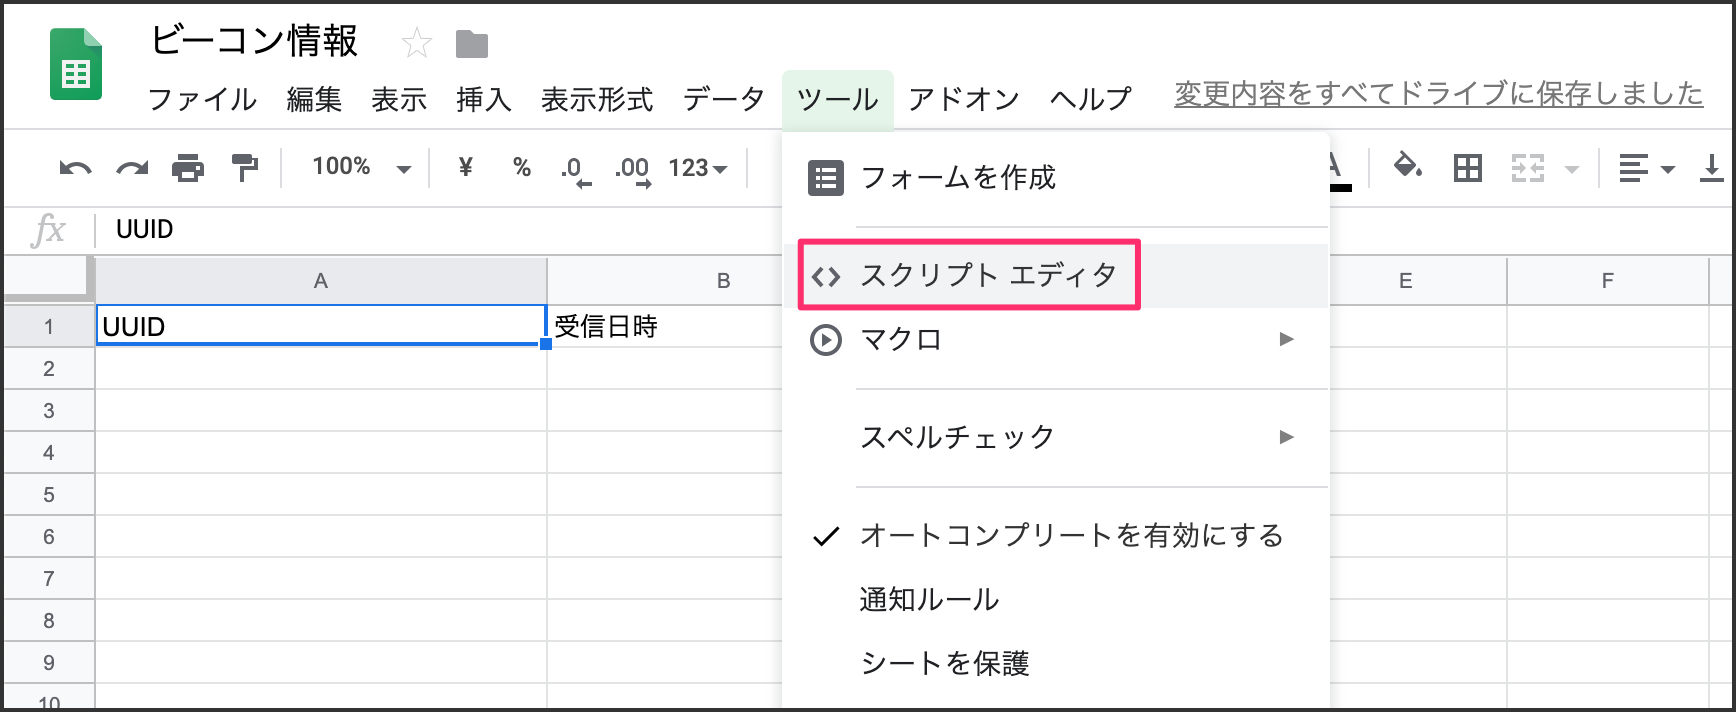 ビーコン情報
ファイル 編集 表示 挿入 表示形式 データ ツール アドオン ヘルプ 変更内容をすべてドライブに保存しました
100% ¥ % .0 .00 123 A
fx UUID
A B E F
1 UUID 受信日時
2
3
4
5
6
7
8
9
10
フォームを作成
スクリプト エディタ
マクロ
スペルチェック
オートコンプリートを有効にする
通知ルール
シートを保護